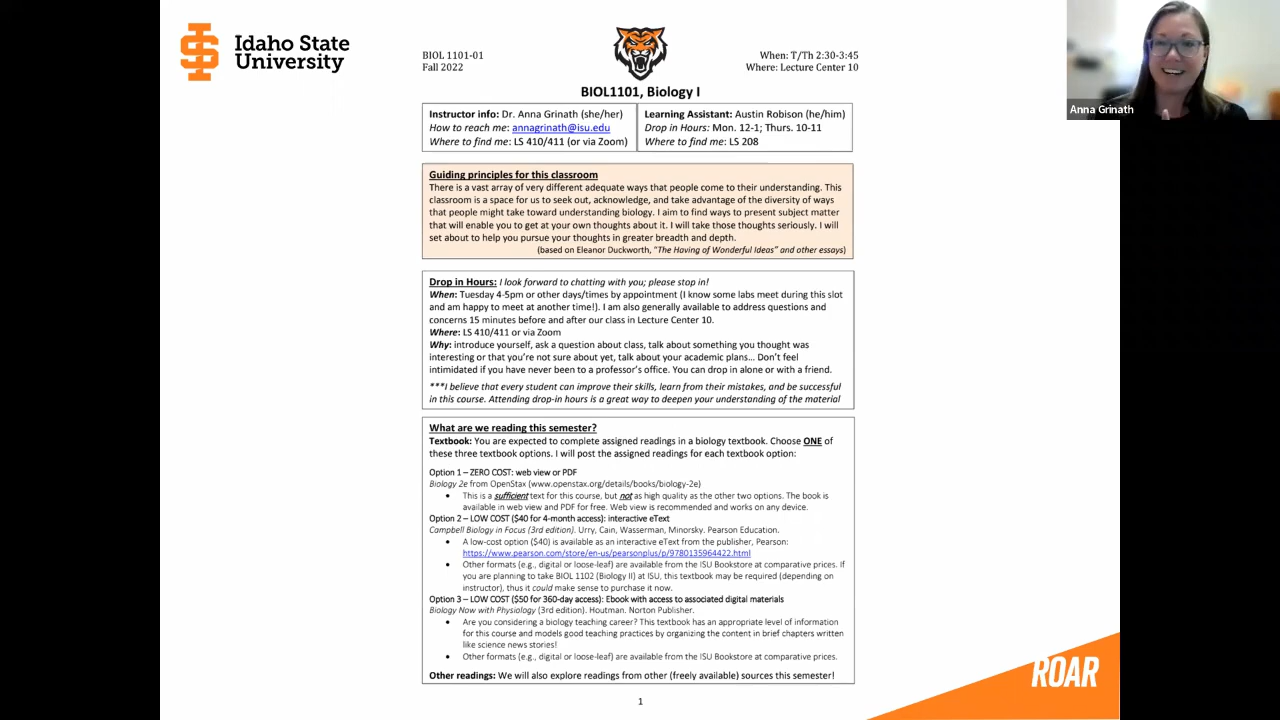 Idaho State
University
BIOL 1101-01
Fall 2022
When: T/Th 2:30-3:45
Where: Lecture Center 10
BIOL1101, Biology I
Instructor info: Dr. Anna Grinath (she/her)
How to reach me: annagrinath@isu.edu
Where to find me: LS 410/411 (or via Zoom)
Learning Assistant: Austin Robison (he/him)
Drop in Hours: Mon. 12-1; Thurs. 10-11
Where to find me: LS 208
Guiding principles for this classroom
There is a vast array of very different adequate ways that people come to their understanding. This
classroom is a space for us to seek out, acknowledge, and take advantage of the diversity of ways
that people might take toward understanding biology. I aim to find ways to present subject matter
that will enable you to get at your own thoughts about it. I will take those thoughts seriously. I will
set about to help you pursue your thoughts in greater breadth and depth.
(based on Eleanor Duckworth, "The Having of Wonderful Ideas" and other essays)
Drop in Hours: I look forward to chatting with you; please stop in!
When: Tuesday 4-5pm or other days/times by appointment (I know some labs meet during this slot
and am happy to meet at another time!). I am also generally available to address questions and
concerns 15 minutes before and after our class in Lecture Center 10.
Where: LS 410/411 or via Zoom
Why: introduce yourself, ask a question about class, talk about something you thought was
interesting or that you're not sure about yet, talk about your academic plans... Don't feel
intimidated if you have never been to a professor's office. You can drop in alone or with a friend.
***I believe that every student can improve their skills, learn from their mistakes, and be successful
in this course. Attending drop-in hours is a great way to deepen your understanding of the material
What are we reading this semester?
Textbook: You are expected to complete assigned readings in a biology textbook. Choose ONE of
these three textbook options. I will post the assigned readings for each textbook option:
Option 1 – ZERO COST: web view or PDF
Biology 2e from OpenStax (www.openstax.org/details/books/biology-2e)
• This is a sufficient text for this course, but not as high quality as the other two options. The book is
available in web view and PDF for free. Web view is recommended and works on any device.
Option 2 – LOW COST ($40 for 4-month access): interactive eText
Campbell Biology in Focus (3rd edition). Urry, Cain, Wasserman, Minorsky. Pearson Education.
• A low-cost option ($40) is available as an interactive eText from the publisher, Pearson:
https://www.pearson.com/store/en-us/pearsonplus/p/9780135964422.html
• Other formats (e.g., digital or loose-leaf) are available from the ISU Bookstore at comparative prices. If
you are planning to take BIOL 1102 (Biology II) at ISU, this textbook may be required (depending on
instructor), thus it could make sense to purchase it now.
Option 3 – LOW COST ($50 for 360-day access): Ebook with access to associated digital materials
Biology Now with Physiology (3rd edition). Houtman. Norton Publisher.
• Are you considering a biology teaching career? This textbook has an appropriate level of information
for this course and models good teaching practices by organizing the content in brief chapters written
like science news stories!
• Other formats (e.g., digital or loose-leaf) are available from the ISU Bookstore at comparative prices.
Other readings: We will also explore readings from other (freely available) sources this semester!
1
Anna Grinath
ROAR